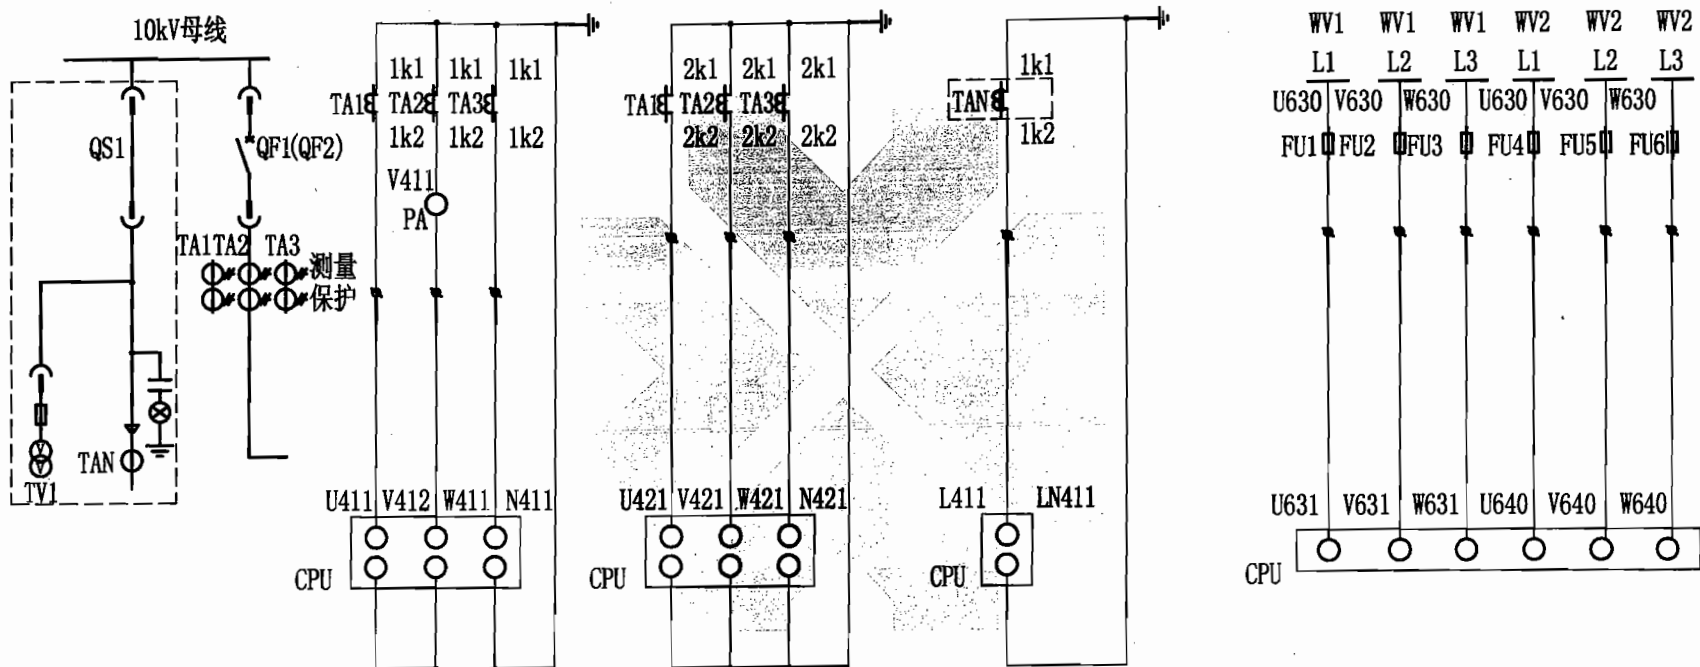 10kV母线
QS1
QF1(QF2)
TA1 TA2 TA3
测量
保护
TAN
TV1
1k1 1k1 1k1
TA1 TA2 TA3
1k2 1k2 1k2
V411
PA
U411 V412 W411 N411
CPU
2k1 2k1 2k1
TA1 TA2 TA3
2k2 2k2 2k2
U421 V421 W421 N421
CPU
1k1
TAN
1k2
L411 LN411
CPU
WV1 WV1 WV1 WV2 WV2 WV2
L1 L2 L3 L1 L2 L3
U630 V630 W630 U630 V630 W630
FU1 FU2 FU3 FU4 FU5 FU6
U631 V631 W631 U640 V640 W640
CPU